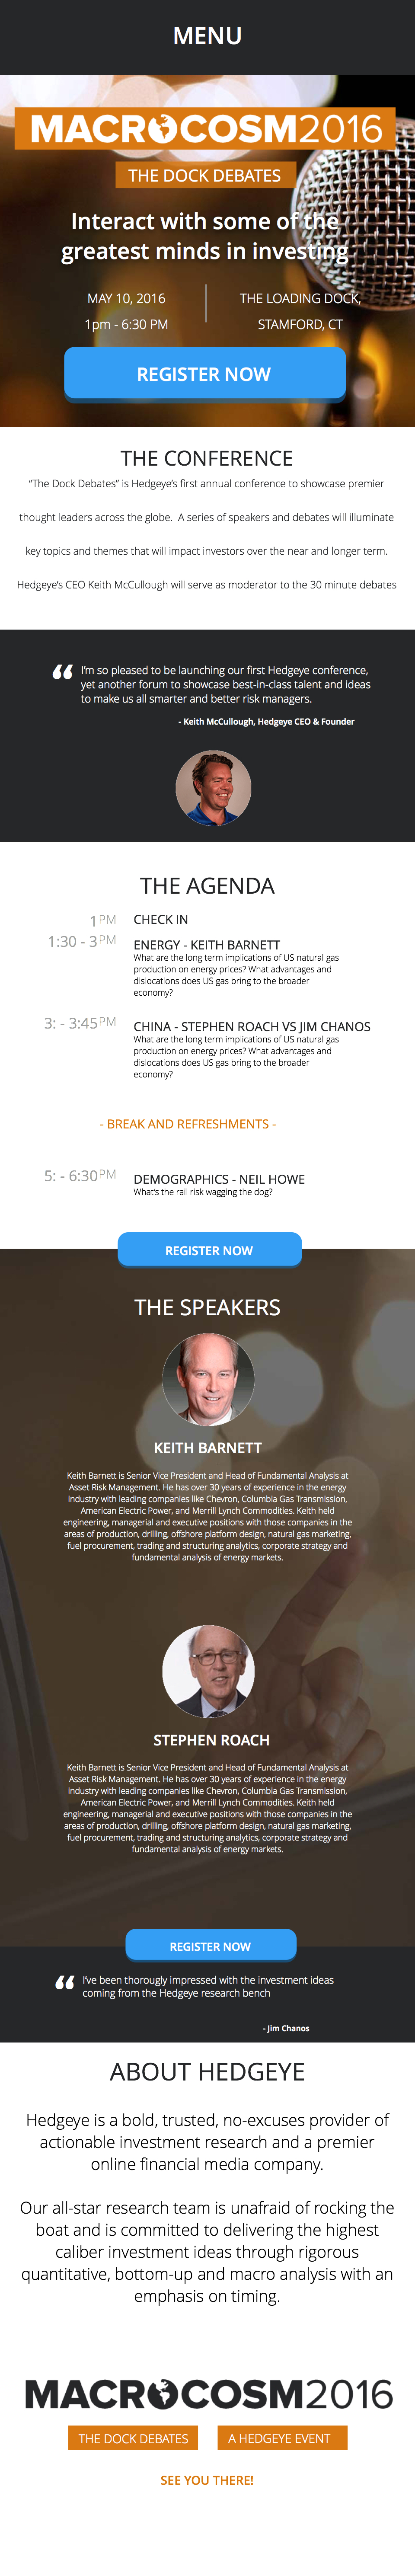 MENU
MACROCOSM2016
THE DOCK DEBATES
Interact with some of the
greatest minds in investing
MAY 10, 2016
1pm - 6:30 PM
THE LOADING DOCK,
STAMFORD, CT
REGISTER NOW
THE CONFERENCE
“The Dock Debates” is Hedgeye’s first annual conference to showcase premier
thought leaders across the globe. A series of speakers and debates will illuminate
key topics and themes that will impact investors over the near and longer term.
Hedgeye’s CEO Keith McCullough will serve as moderator to the 30 minute debates
“ I’m so pleased to be launching our first Hedgeye conference,
yet another forum to showcase best-in-class talent and ideas
to make us all smarter and better risk managers.
- Keith McCullough, Hedgeye CEO & Founder
THE AGENDA
1PM CHECK IN
1:30 - 3PM ENERGY - KEITH BARNETT
What are the long term implications of US natural gas
production on energy prices? What advantages and
dislocations does US gas bring to the broader
economy?
3: - 3:45PM CHINA - STEPHEN ROACH VS JIM CHANOS
What are the long term implications of US natural gas
production on energy prices? What advantages and
dislocations does US gas bring to the broader
economy?
- BREAK AND REFRESHMENTS -
5: - 6:30PM DEMOGRAPHICS - NEIL HOWE
What’s the rail risk wagging the dog?
REGISTER NOW
THE SPEAKERS
KEITH BARNETT
Keith Barnett is Senior Vice President and Head of Fundamental Analysis at
Asset Risk Management. He has over 30 years of experience in the energy
industry with leading companies like Chevron, Columbia Gas Transmission,
American Electric Power, and Merrill Lynch Commodities. Keith held
engineering, managerial and executive positions with those companies in the
areas of production, drilling, offshore platform design, natural gas marketing,
fuel procurement, trading and structuring analytics, corporate strategy and
fundamental analysis of energy markets.
STEPHEN ROACH
Keith Barnett is Senior Vice President and Head of Fundamental Analysis at
Asset Risk Management. He has over 30 years of experience in the energy
industry with leading companies like Chevron, Columbia Gas Transmission,
American Electric Power, and Merrill Lynch Commodities. Keith held
engineering, managerial and executive positions with those companies in the
areas of production, drilling, offshore platform design, natural gas marketing,
fuel procurement, trading and structuring analytics, corporate strategy and
fundamental analysis of energy markets.
REGISTER NOW
“ I’ve been thorougly impressed with the investment ideas
coming from the Hedgeye research bench
- Jim Chanos
ABOUT HEDGEYE
Hedgeye is a bold, trusted, no-excuses provider of
actionable investment research and a premier
online financial media company.
Our all-star research team is unafraid of rocking the
boat and is committed to delivering the highest
caliber investment ideas through rigorous
quantitative, bottom-up and macro analysis with an
emphasis on timing.
MACROCOSM2016
THE DOCK DEBATES
A HEDGEYE EVENT
SEE YOU THERE!